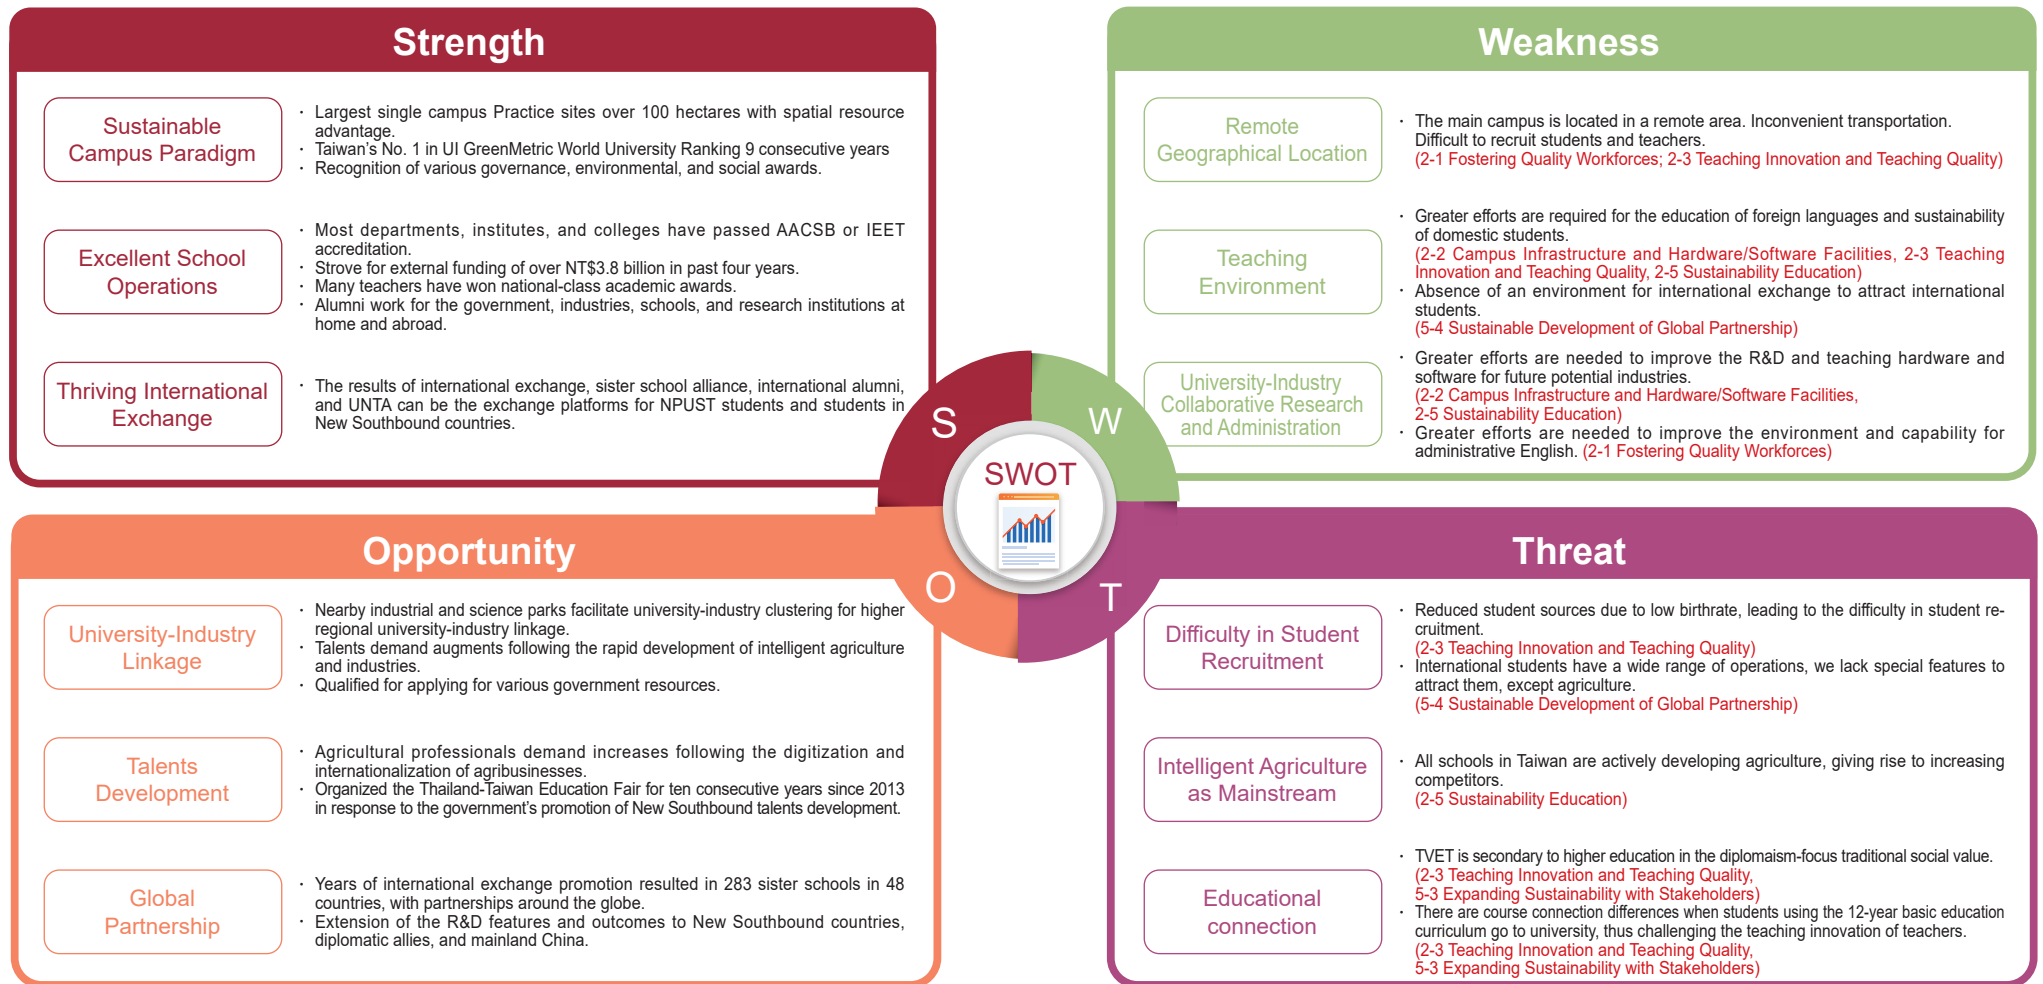 Strength
Sustainable
Campus Paradigm
· Largest single campus Practice sites over 100 hectares with spatial resource
advantage.
· Taiwan's No. 1 in UI GreenMetric World University Ranking 9 consecutive years
· Recognition of various governance, environmental, and social awards.
Excellent School
Operations
· Most departments, institutes, and colleges have passed AACSB or IEET
accreditation.
· Strove for external funding of over NT$3.8 billion in past four years.
· Many teachers have won national-class academic awards.
· Alumni work for the government, industries, schools, and research institutions at
home and abroad.
Thriving International
Exchange
· The results of international exchange, sister school alliance, international alumni,
and UNTA can be the exchange platforms for NPUST students and students in
New Southbound countries.
Weakness
Remote
Geographical Location
· The main campus is located in a remote area. Inconvenient transportation.
Difficult to recruit students and teachers.
(2-1 Fostering Quality Workforces; 2-3 Teaching Innovation and Teaching Quality)
Teaching
Environment
· Greater efforts are required for the education of foreign languages and sustainability
of domestic students.
(2-2 Campus Infrastructure and Hardware/Software Facilities, 2-3 Teaching
Innovation and Teaching Quality, 2-5 Sustainability Education)
· Absence of an environment for international exchange to attract international
students.
(5-4 Sustainable Development of Global Partnership)
University-Industry
Collaborative Research
and Administration
· Greater efforts are needed to improve the R&D and teaching hardware and
software for future potential industries.
(2-2 Campus Infrastructure and Hardware/Software Facilities,
2-5 Sustainability Education)
· Greater efforts are needed to improve the environment and capability for
administrative English. (2-1 Fostering Quality Workforces)
S
W
SWOT
O
T
Opportunity
University-Industry
Linkage
· Nearby industrial and science parks facilitate university-industry clustering for higher
regional university-industry linkage.
· Talents demand augments following the rapid development of intelligent agriculture
and industries.
· Qualified for applying for various government resources.
Talents
Development
· Agricultural professionals demand increases following the digitization and
internationalization of agribusinesses.
· Organized the Thailand-Taiwan Education Fair for ten consecutive years since 2013
in response to the government's promotion of New Southbound talents development.
Global
Partnership
· Years of international exchange promotion resulted in 283 sister schools in 48
countries, with partnerships around the globe.
· Extension of the R&D features and outcomes to New Southbound countries,
diplomatic allies, and mainland China.
Threat
Difficulty in Student
Recruitment
· Reduced student sources due to low birthrate, leading to the difficulty in student re-
cruitment.
(2-3 Teaching Innovation and Teaching Quality)
· International students have a wide range of operations, we lack special features to
attract them, except agriculture.
(5-4 Sustainable Development of Global Partnership)
Intelligent Agriculture
as Mainstream
· All schools in Taiwan are actively developing agriculture, giving rise to increasing
competitors.
(2-5 Sustainability Education)
Educational
connection
· TVET is secondary to higher education in the diplomaism-focus traditional social value.
(2-3 Teaching Innovation and Teaching Quality,
5-3 Expanding Sustainability with Stakeholders)
· There are course connection differences when students using the 12-year basic education
curriculum go to university, thus challenging the teaching innovation of teachers.
(2-3 Teaching Innovation and Teaching Quality,
5-3 Expanding Sustainability with Stakeholders)